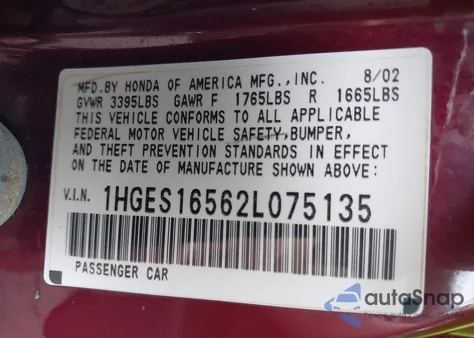 MFD.BY HONDA OF AMERICA MFG.,INC. 8/02
GVWR 3395LBS GAWR F 1765LBS R 1665LBS
THIS VEHICLE CONFORMS TO ALL APPLICABLE
FEDERAL MOTOR VEHICLE SAFETY,BUMPER,
AND THEFT PREVENTION STANDARDS IN EFFECT
ON THE DATE OF MANUFACTURE SHOWN ABOVE:
V.I.N. 1HGES16562L075135
PASSENGER CAR
autoSnap